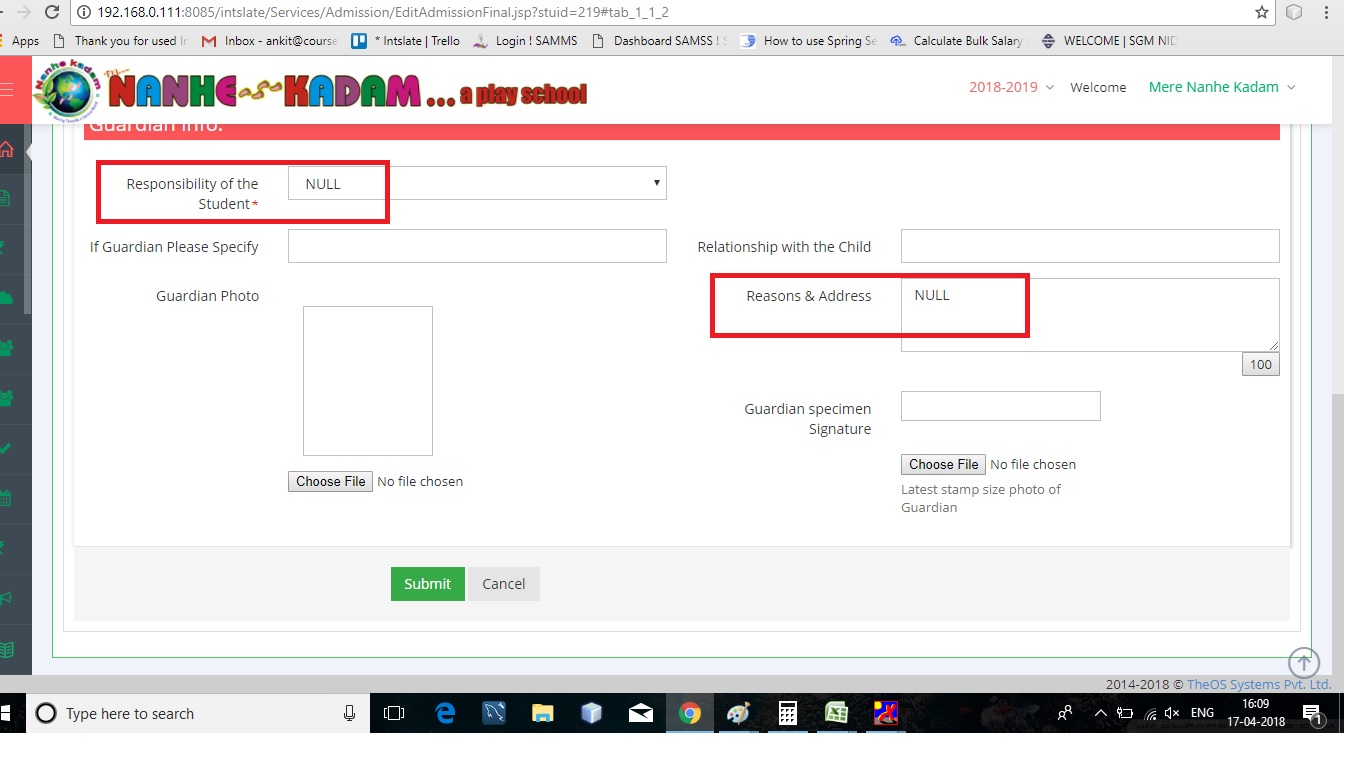 192.168.0.111:8085/intslate/Services/Admission/EditAdmissionFinal.jsp?stuid=219#tab_1_1_2
Apps Thank you for used I Inbox - ankit@course * Intslate | Trello Login ! SAMMS Dashboard SAMSS ! S How to use Spring Se Calculate Bulk Salary WELCOME | SGM NID
Nanhe kadam
Mere NANHE KADAM ... a play school
2018-2019 Welcome Mere Nanhe Kadam
Guardian Info.
Responsibility of the
Student*
NULL
If Guardian Please Specify
Relationship with the Child
Guardian Photo
Reasons & Address
NULL
100
Guardian specimen
Signature
Choose File No file chosen
Choose File No file chosen
Latest stamp size photo of
Guardian
Submit Cancel
2014-2018 © TheOS Systems Pvt. Ltd.
Type here to search
ENG
16:09
17-04-2018
1